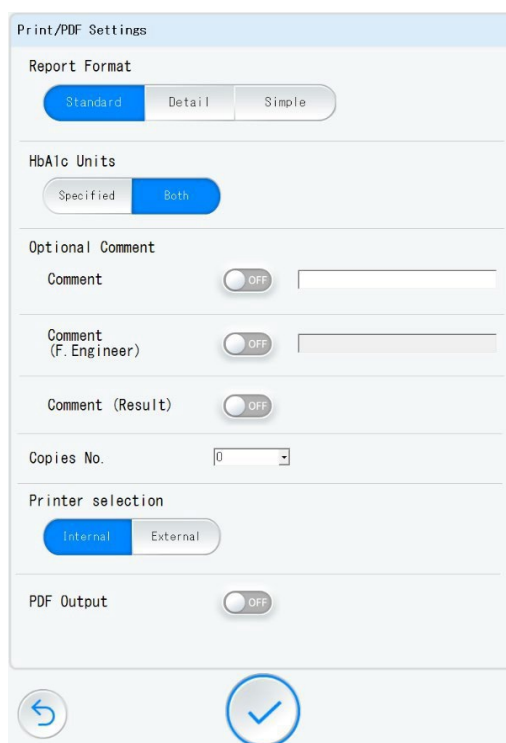 Print/PDF Settings
Report Format
Standard Detail Simple
HbA1c Units
Specified Both
Optional Comment
Comment OFF
Comment
(F.Engineer) OFF
Comment (Result) OFF
Copies No. 0
Printer selection
Internal External
PDF Output OFF